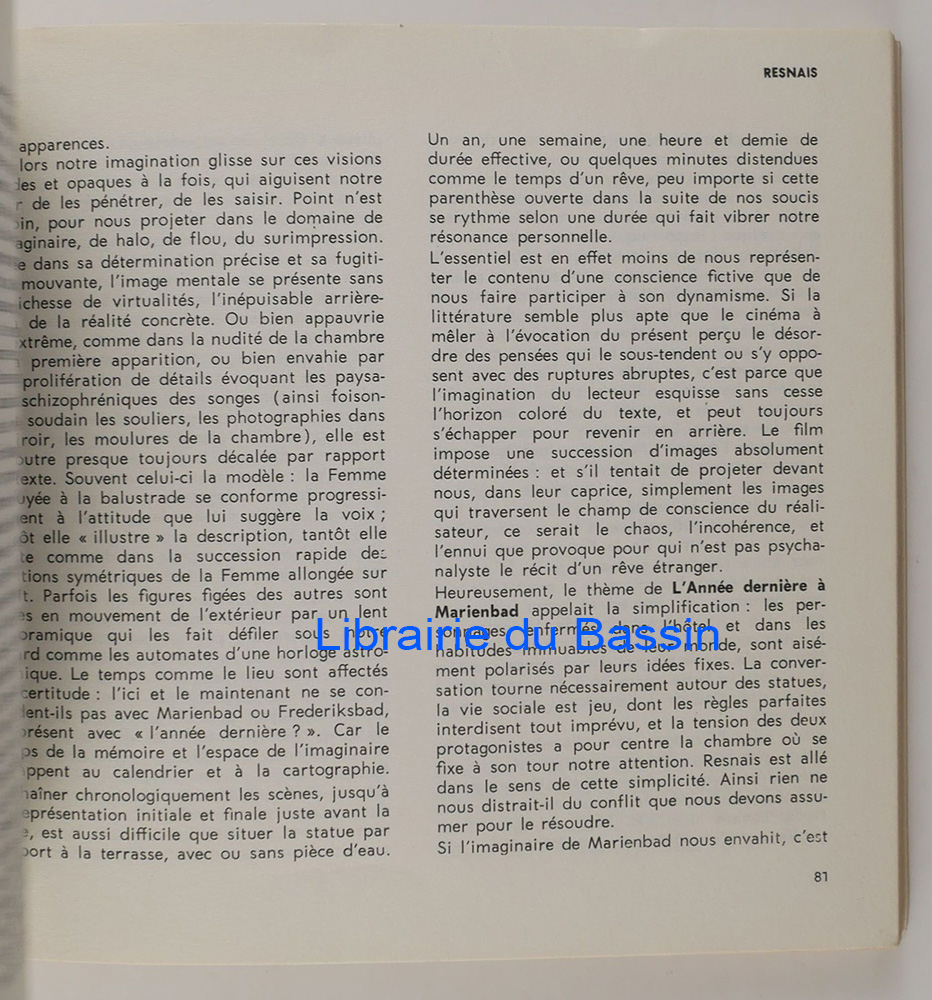 RESNAIS
apparences.
lors notre imagination glisse sur ces visions
et opaques à la fois, qui aiguisent notre
de les pénétrer, de les saisir. Point n'est
pour nous projeter dans le domaine de
de halo, de flou, du surimpression.
dans sa détermination précise et sa fugiti-
mouvante, l'image mentale se présente sans
de virtualités, l'inépuisable arrière-
de la réalité concrète. Ou bien appauvrie
comme dans la nudité de la chambre
première apparition, ou bien envahie par
prolifération de détails évoquant les paysa-
schizophréniques des songes (ainsi foison-
soudain les souliers, les photographies dans
roir, les moulures de la chambre), elle est
outre presque toujours décalée par rapport
exte. Souvent celui-ci la modèle : la Femme
yée à la balustrade se conforme progressi-
ent à l'attitude que lui suggère la voix ;
ôt elle « illustre » la description, tantôt elle
comme dans la succession rapide des
tions symétriques de la Femme allongée sur
t. Parfois les figures figées des autres sont
en mouvement de l'extérieur par un lent
oramique qui les fait défiler sous notre
rd comme les automates d'une horloge astro-
ique. Le temps comme le lieu sont affectés
certitude : l'ici et le maintenant ne se con-
ent-ils pas avec Marienbad ou Frederiksbad,
résent avec « l'année dernière ? ». Car le
ps de la mémoire et l'espace de l'imaginaire
ppent au calendrier et à la cartographie.
aîner chronologiquement les scènes, jusqu'à
eprésentation initiale et finale juste avant la
est aussi difficile que situer la statue par
port à la terrasse, avec ou sans pièce d'eau.
Un an, une semaine, une heure et demie de
durée effective, ou quelques minutes distendues
comme le temps d'un rêve, peu importe si cette
parenthèse ouverte dans la suite de nos soucis
se rythme selon une durée qui fait vibrer notre
résonance personnelle.
L'essentiel est en effet moins de nous représen-
ter le contenu d'une conscience fictive que de
nous faire participer à son dynamisme. Si la
littérature semble plus apte que le cinéma à
mêler à l'évocation du présent perçu le désor-
dre des pensées qui le sous-tendent ou s'y oppo-
sent avec des ruptures abruptes, c'est parce que
l'imagination du lecteur esquisse sans cesse
l'horizon coloré du texte, et peut toujours
s'échapper pour revenir en arrière. Le film
impose une succession d'images absolument
déterminées : et s'il tentait de projeter devant
nous, dans leur caprice, simplement les images
qui traversent le champ de conscience du réali-
sateur, ce serait le chaos, l'incohérence, et
l'ennui que provoque pour qui n'est pas psycha-
nalyste le récit d'un rêve étranger.
Heureusement, le thème de L'Année dernière à
Marienbad appelait la simplification : les per-
sonnages enfermés dans l'hôtel et dans les
habitudes immuables de leur monde, sont aisé-
ment polarisés par leurs idées fixes. La conver-
sation tourne nécessairement autour des statues,
la vie sociale est jeu, dont les règles parfaites
interdisent tout imprévu, et la tension des deux
protagonistes a pour centre la chambre où se
fixe à son tour notre attention. Resnais est allé
dans le sens de cette simplicité. Ainsi rien ne
nous distrait-il du conflit que nous devons assu-
mer pour le résoudre.
Si l'imaginaire de Marienbad nous envahit, c'est
81
Librairie du Bassin